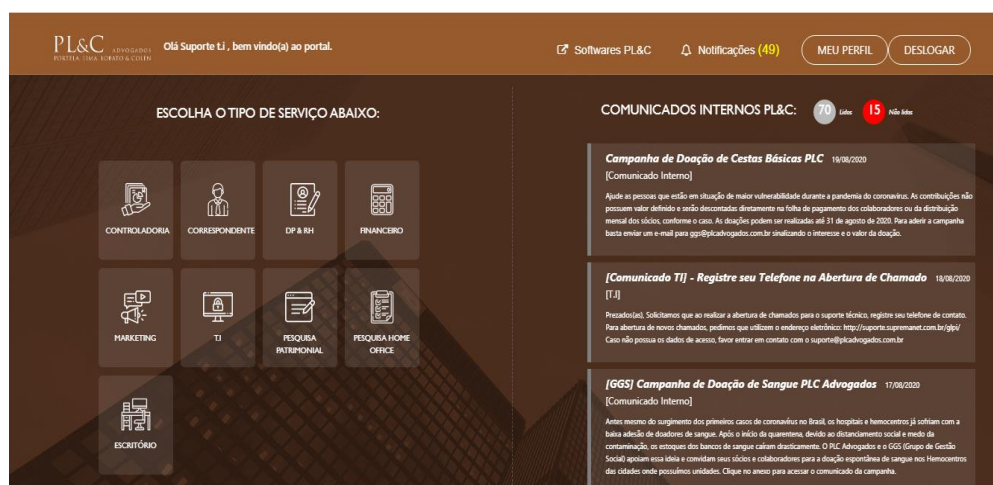 PL&C ADVOGADOS
PORTELA LIMA LOBATO & COLEN
Olá Suporte t.i , bem vindo(a) ao portal.
Softwares PL&C
Notificações (49)
MEU PERFIL
DESLOGAR
ESCOLHA O TIPO DE SERVIÇO ABAIXO:
CONTROLADORIA
CORRESPONDENTE
DP & RH
FINANCEIRO
MARKETING
T.I
PESQUISA
PATRIMONIAL
PESQUISA HOME
OFFICE
ESCRITÓRIO
COMUNICADOS INTERNOS PL&C:
70 Lidos
15 Não lidos
Campanha de Doação de Cestas Básicas PLC 19/08/2020
[Comunicado Interno]
Ajude as pessoas que estão em situação de maior vulnerabilidade durante a pandemia do coronavírus. As contribuições não
possuem valor definido e serão descontadas diretamente na folha de pagamento dos colaboradores ou da distribuição
mensal dos sócios, conforme o caso. As doações podem ser realizadas até 31 de agosto de 2020. Para aderir a campanha
basta enviar um e-mail para ggs@plcadvogados.com.br sinalizando o interesse e o valor da doação.
[Comunicado TI] - Registre seu Telefone na Abertura de Chamado 18/08/2020
[T.I]
Prezados(as), Solicitamos que ao realizar a abertura de chamados para o suporte técnico, registre seu telefone de contato.
Para abertura de novos chamados, pedimos que utilizem o endereço eletrônico: http://suporte.supremanet.com.br/glpi/
Caso não possua os dados de acesso, favor entrar em contato com o suporte@plcadvogados.com.br
[GGS] Campanha de Doação de Sangue PLC Advogados 17/08/2020
[Comunicado Interno]
Antes mesmo do surgimento dos primeiros casos de coronavírus no Brasil, os hospitais e hemocentros já sofriam com a
baixa adesão de doadores de sangue. Após o início da quarentena, devido ao distanciamento social e medo da
contaminação, os estoques dos bancos de sangue caíram drasticamente. O PLC Advogados e o GGS (Grupo de Gestão
Social) apoiam essa ideia e convidam seus sócios e colaboradores para a doação espontânea de sangue nos Hemocentros
das cidades onde possuímos unidades. Clique no anexo para acessar o comunicado da campanha.